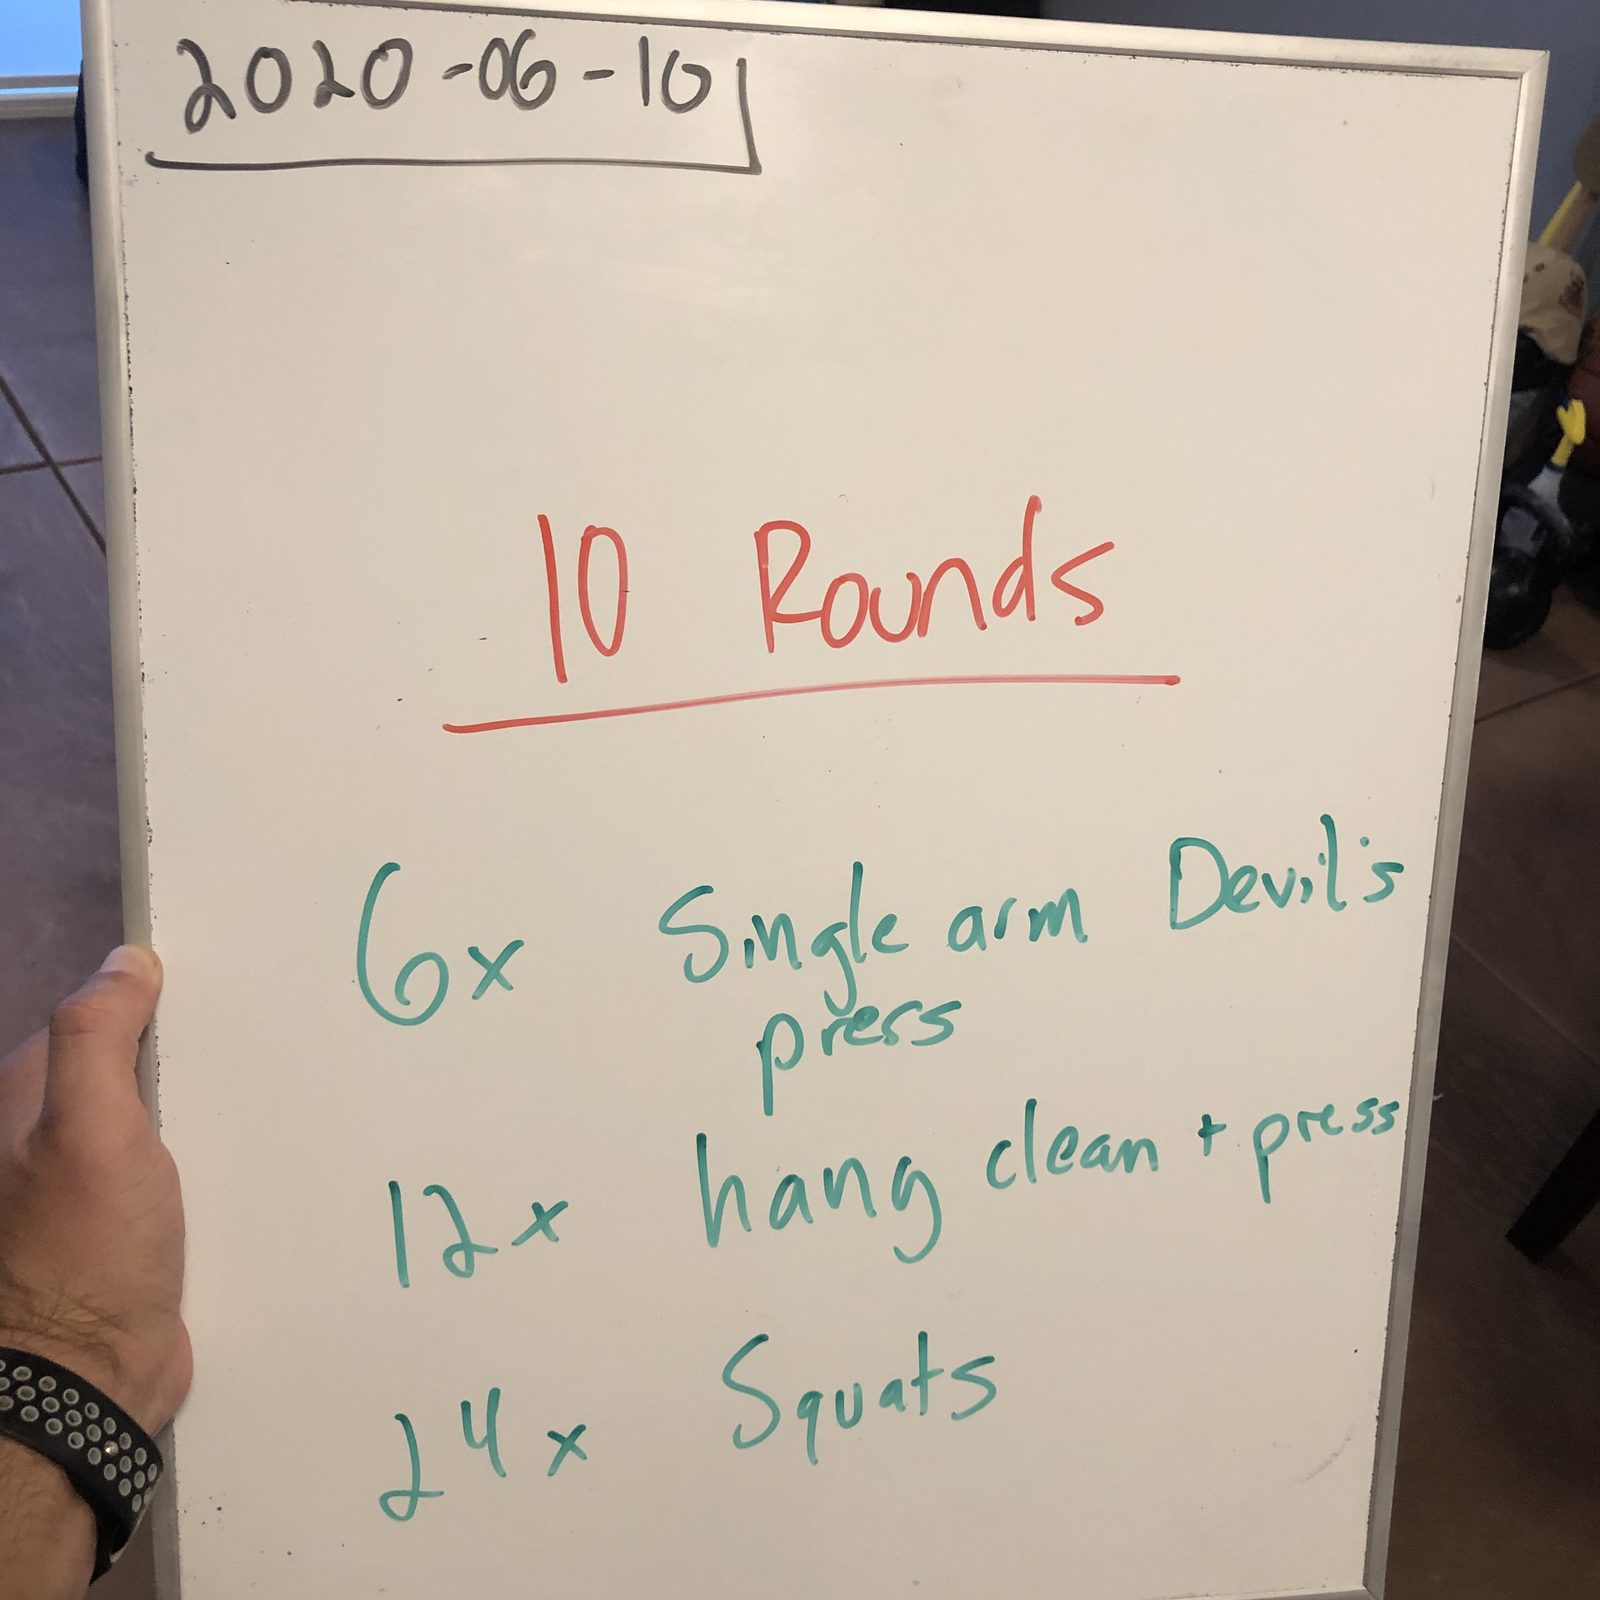 2020-06-10
10 Rounds
6x Single arm Devil's
press
12x hang clean + press
24x Squats